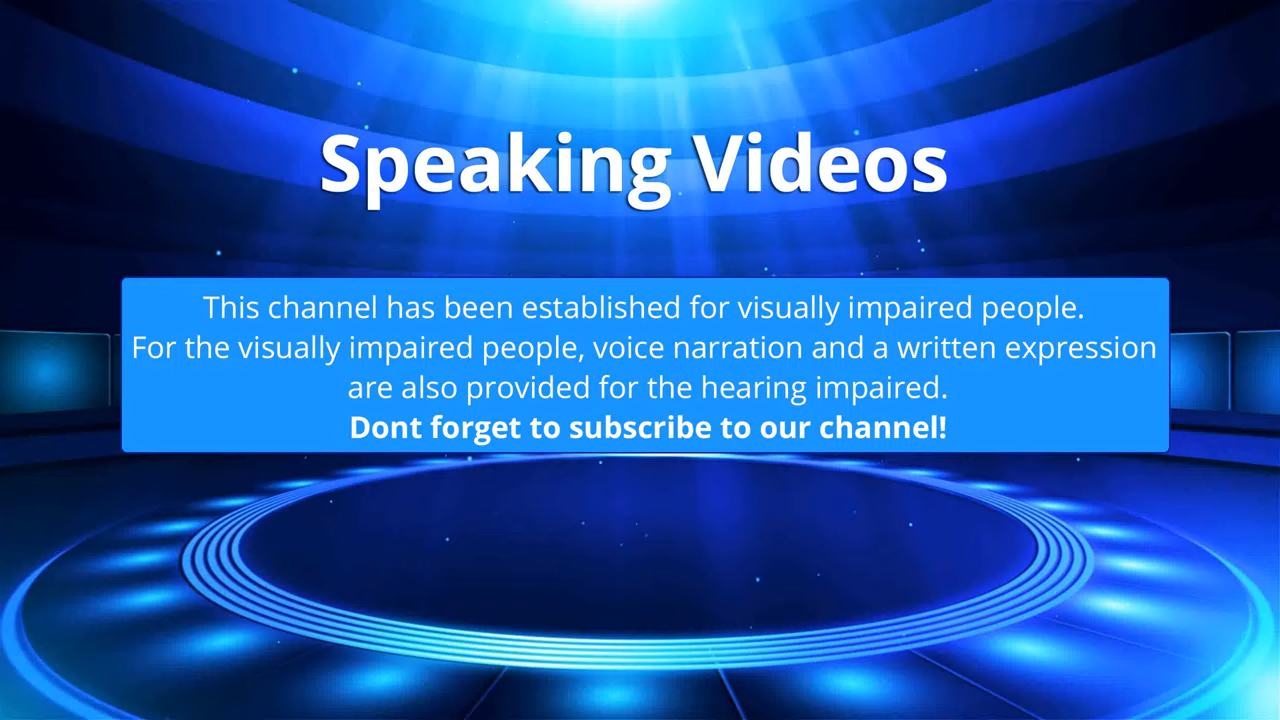 Speaking Videos
This channel has been established for visually impaired people.
For the visually impaired people, voice narration and a written expression
are also provided for the hearing impaired.
Dont forget to subscribe to our channel!